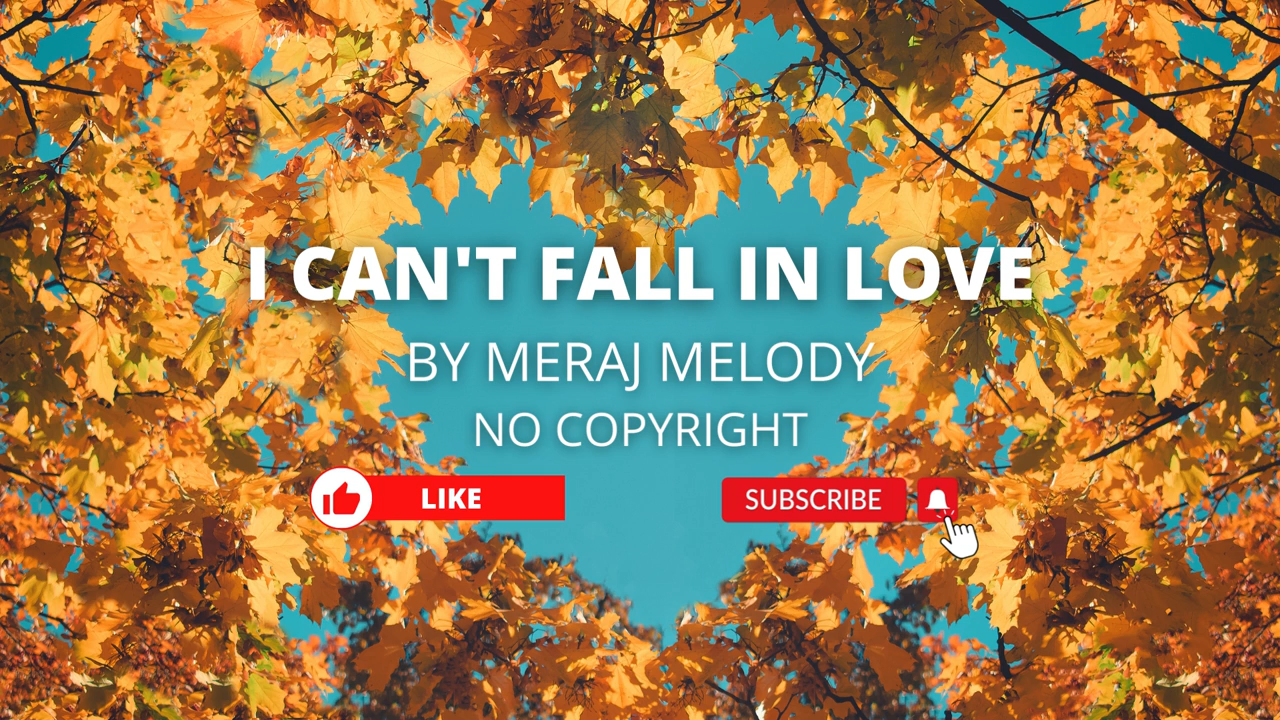 I CAN'T FALL IN LOVE
BY MERAJ MELODY
NO COPYRIGHT
LIKE
SUBSCRIBE